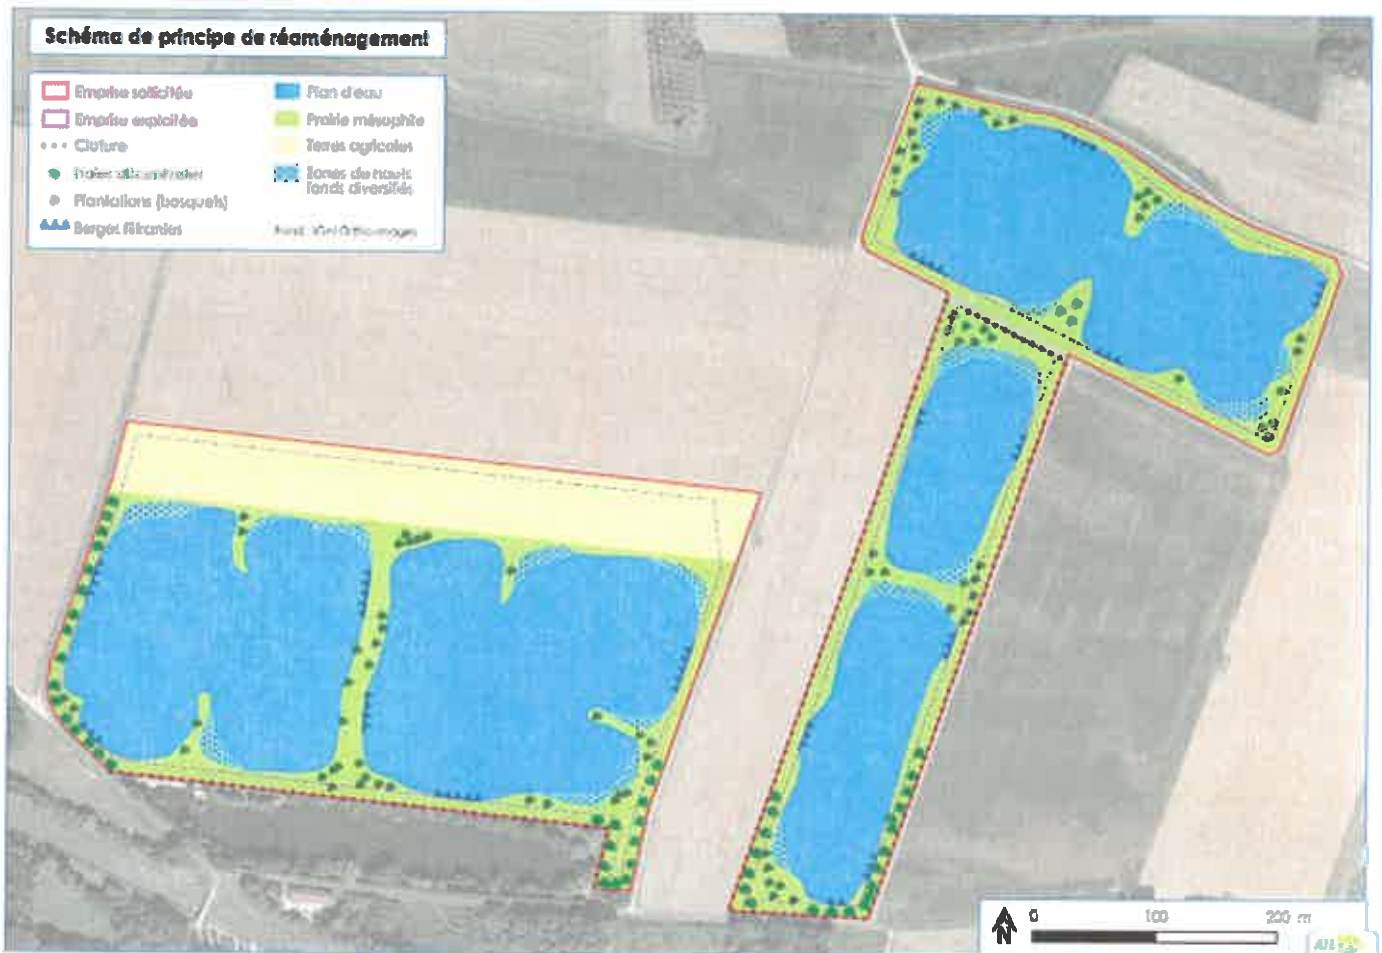 Schéma de principe de réaménagement
Emprise sollicitée
Emprise exploitée
Cloture
Plantations (bosquets)
Berges filtrantes
Plan d'eau
Prairie mésophile
Terres agricoles
Zones de hauts
fonds diversifiés
N
0 100 200 m